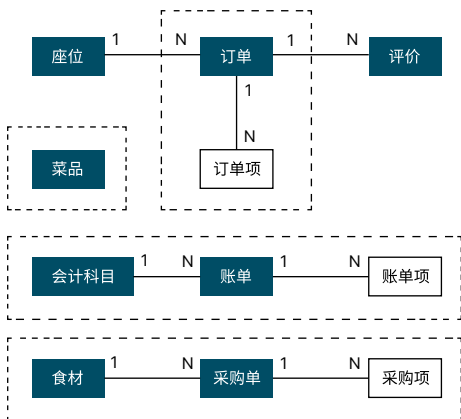 座位 1 N 订单 1 N 评价
1
N
菜品 订单项
会计科目 1 N 账单 1 N 账单项
食材 1 N 采购单 1 N 采购项